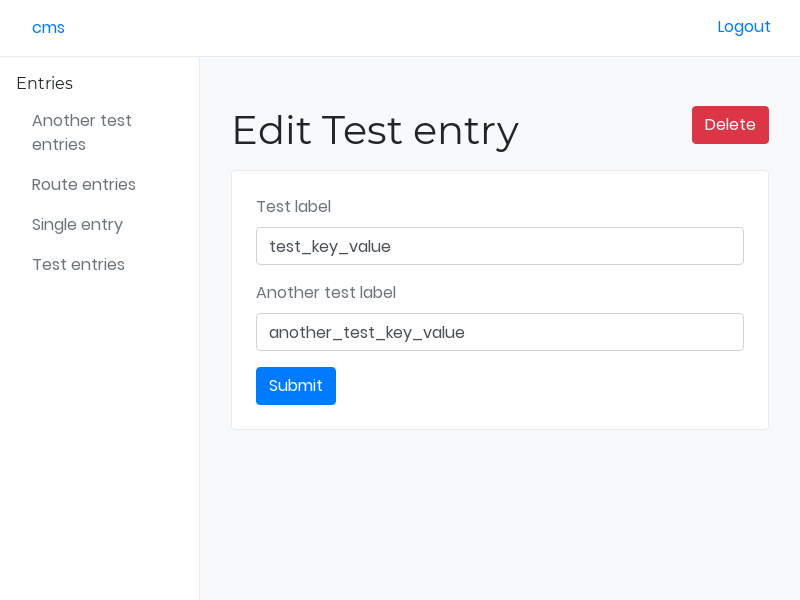 cms
Logout
Entries
Another test
entries
Route entries
Single entry
Test entries
Edit Test entry
Delete
Test label
test_key_value
Another test label
another_test_key_value
Submit